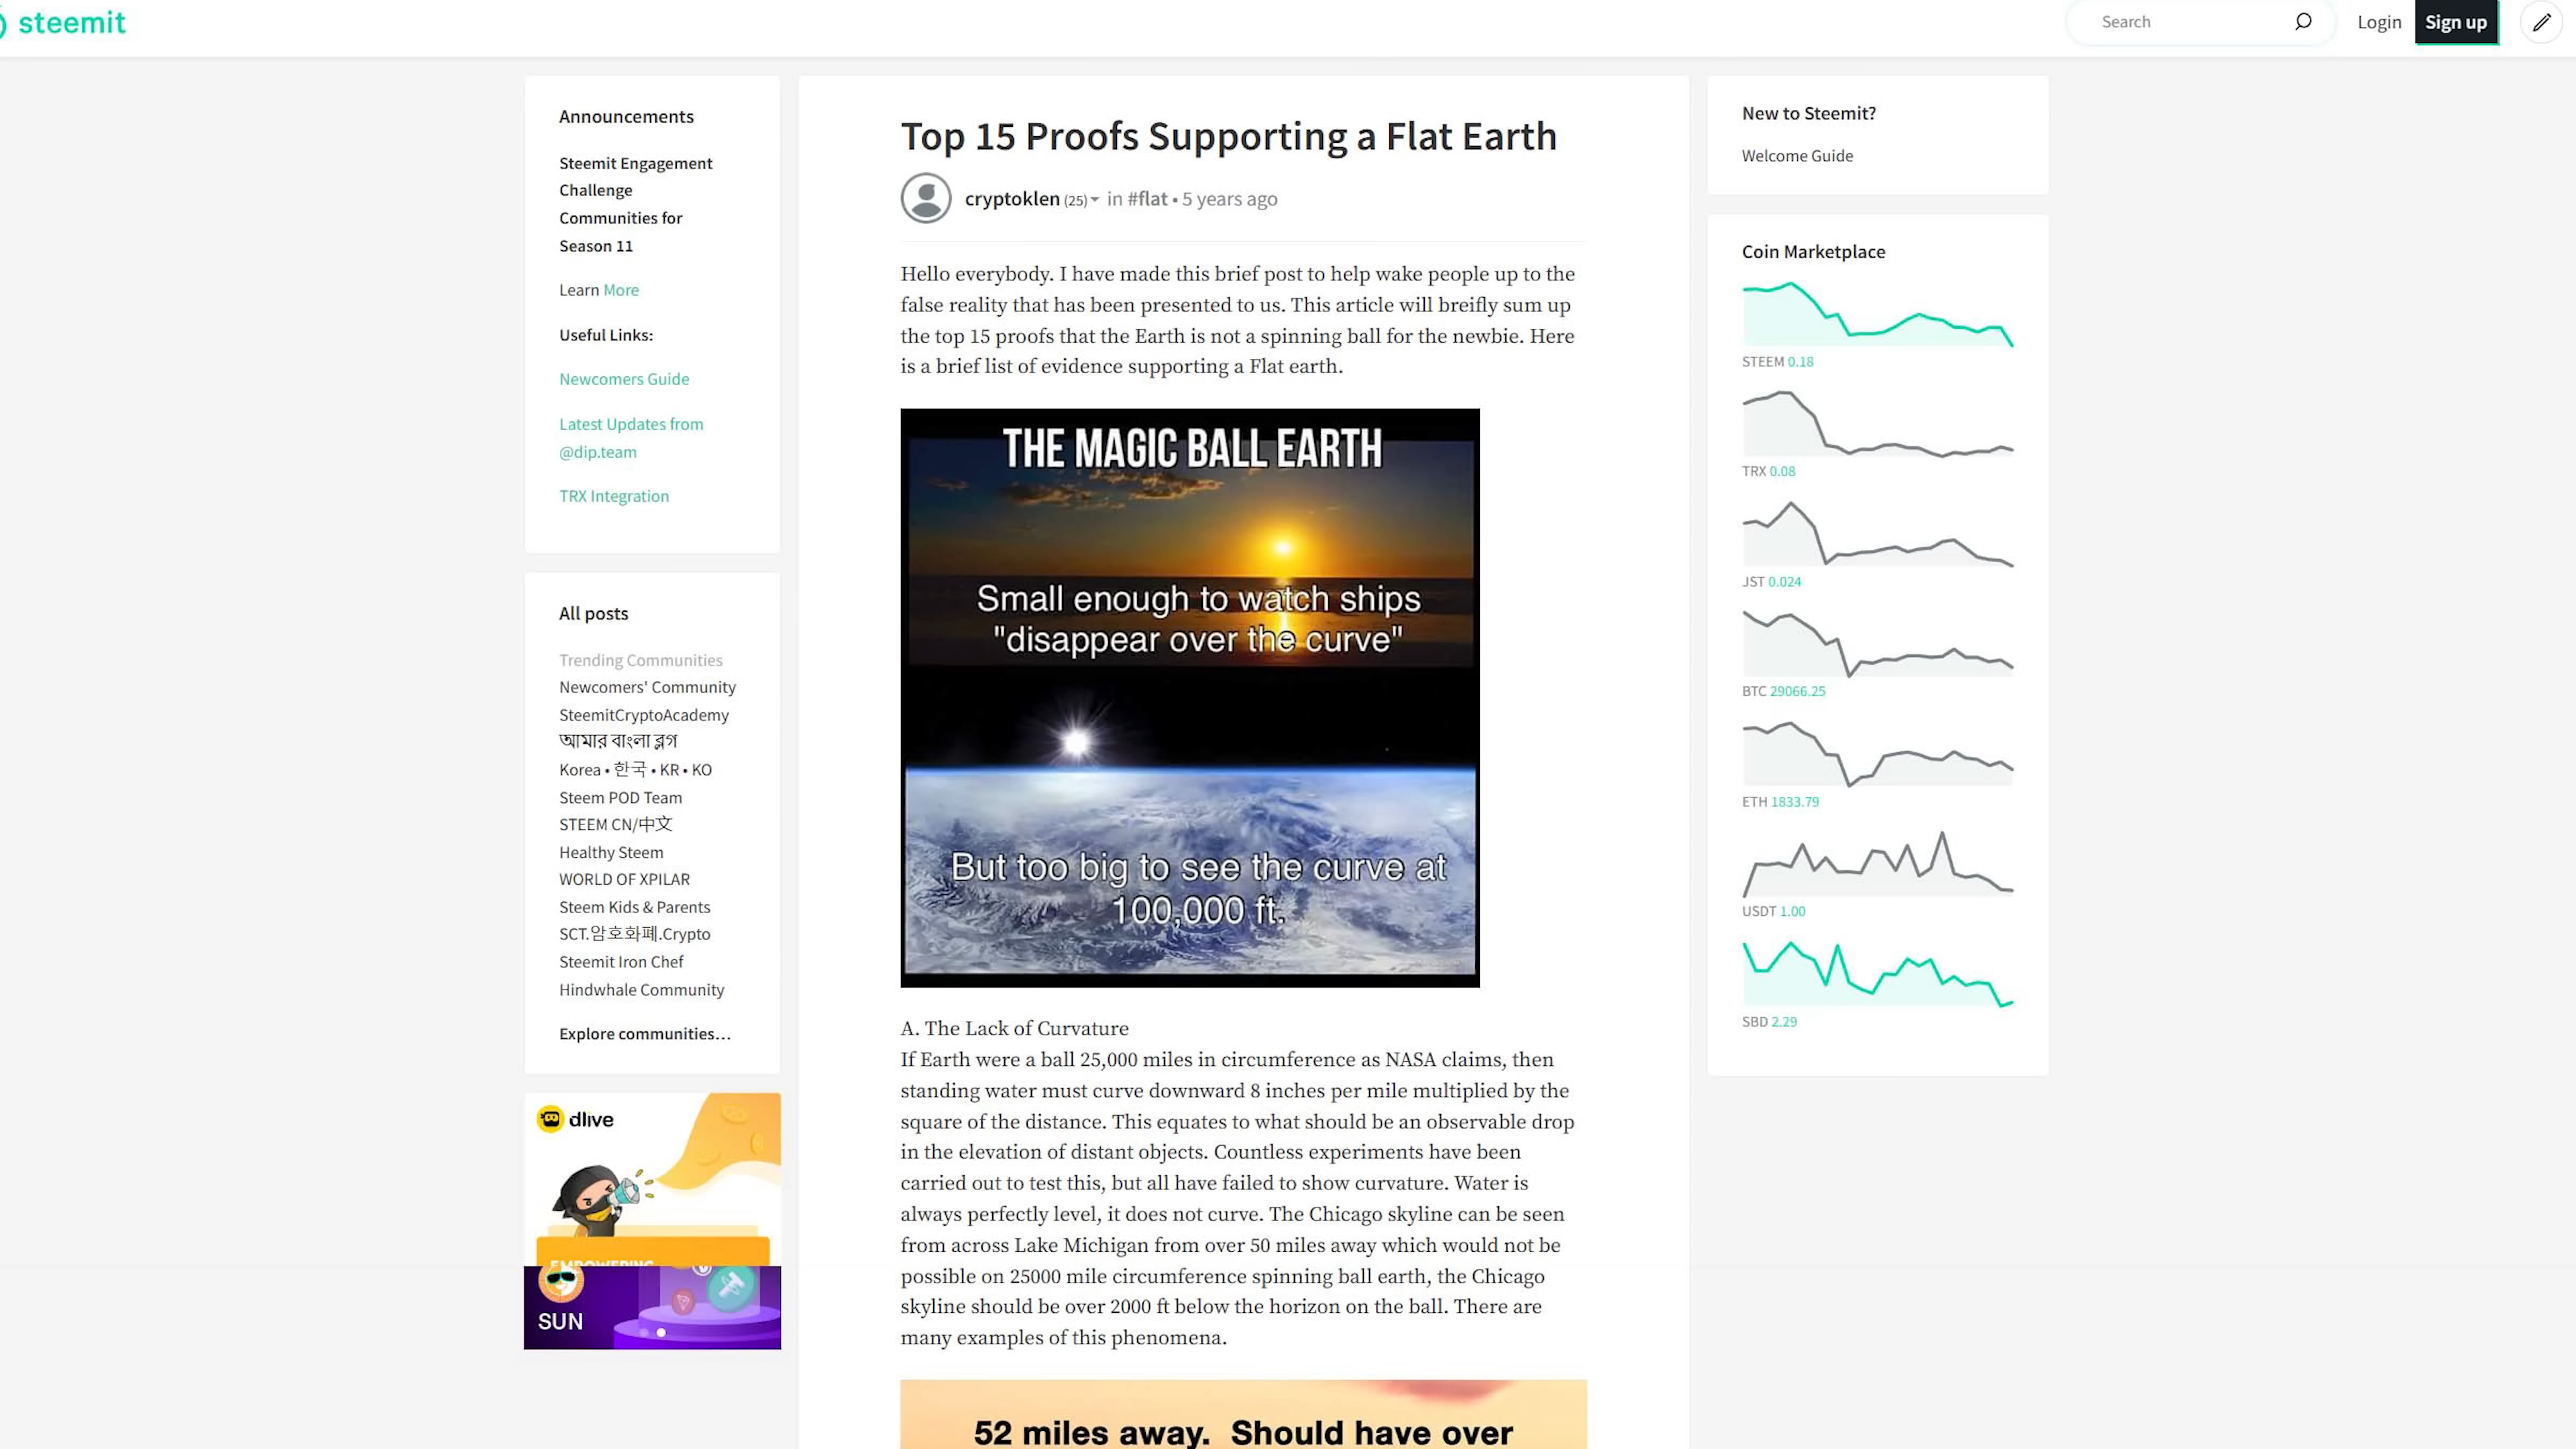 steemit
Search
Login
Sign up
Announcements
Steemit Engagement
Challenge
Communities for
Season 11
Learn More
Useful Links:
Newcomers Guide
Latest Updates from
@dip.team
TRX Integration
All posts
Trending Communities
Newcomers' Community
SteemitCryptoAcademy
আমার বাংলা ব্লগ
Korea • 한국 • KR • KO
Steem POD Team
STEEM CN/中文
Healthy Steem
WORLD OF XPILAR
Steem Kids & Parents
SCT.암호화폐.Crypto
Steemit Iron Chef
Hindwhale Community
Explore communities...
dlive
EMPOWERING
SUN
Top 15 Proofs Supporting a Flat Earth
cryptoklen (25) in #flat • 5 years ago
Hello everybody. I have made this brief post to help wake people up to the
false reality that has been presented to us. This article will breifly sum up
the top 15 proofs that the Earth is not a spinning ball for the newbie. Here
is a brief list of evidence supporting a Flat earth.
THE MAGIC BALL EARTH
Small enough to watch ships
"disappear over the curve"
But too big to see the curve at
100,000 ft.
A. The Lack of Curvature
If Earth were a ball 25,000 miles in circumference as NASA claims, then
standing water must curve downward 8 inches per mile multiplied by the
square of the distance. This equates to what should be an observable drop
in the elevation of distant objects. Countless experiments have been
carried out to test this, but all have failed to show curvature. Water is
always perfectly level, it does not curve. The Chicago skyline can be seen
from across Lake Michigan from over 50 miles away which would not be
possible on 25000 mile circumference spinning ball earth, the Chicago
skyline should be over 2000 ft below the horizon on the ball. There are
many examples of this phenomena.
52 miles away. Should have over
New to Steemit?
Welcome Guide
Coin Marketplace
STEEM 0.18
TRX 0.08
JST 0.024
BTC 29066.25
ETH 1833.79
USDT 1.00
SBD 2.29